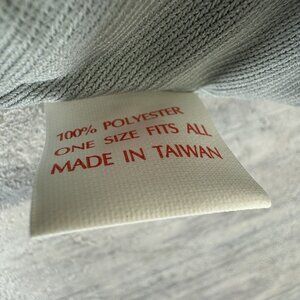 100% POLYESTER
ONE SIZE FITS ALL
MADE IN TAIWAN